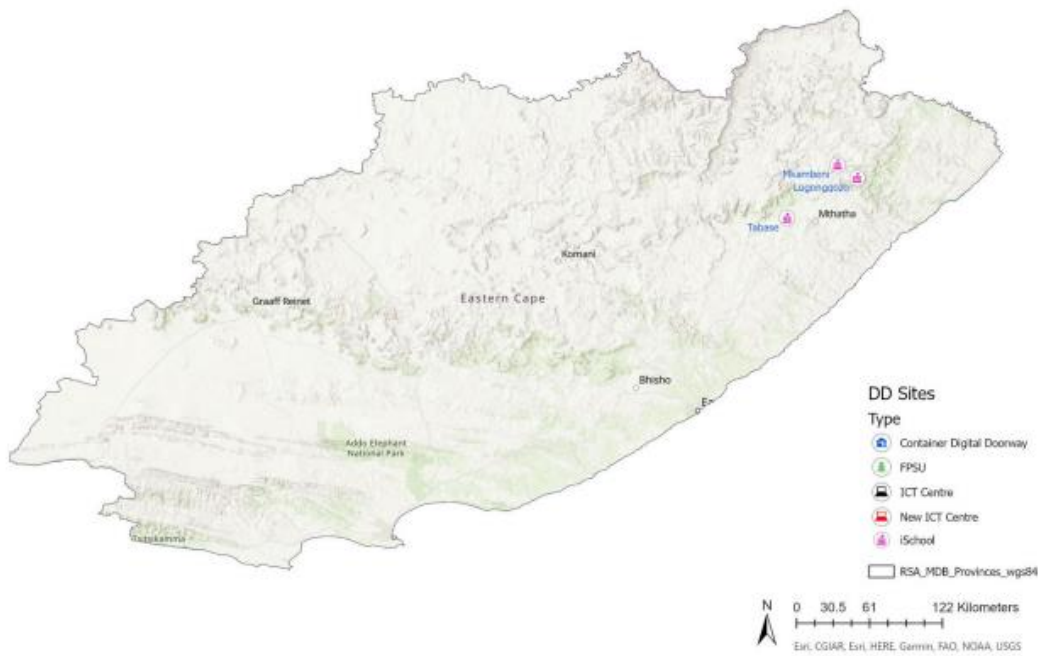 Mkambeni
Mthatha
Tabase
Komani
Eastern Cape
Graaff Reinet
Bhisho
Ea
Addo Elephant
National Park
Tsitsikamma
DD Sites
Type
Container Digital Doorway
FPSU
ICT Centre
New ICT Centre
iSchool
RSA_MDB_Provinces_wgs84
N
0 30.5 61 122 Kilometers
Esri, CGIAR, Esri, HERE, Garmin, FAO, NOAA, USGS